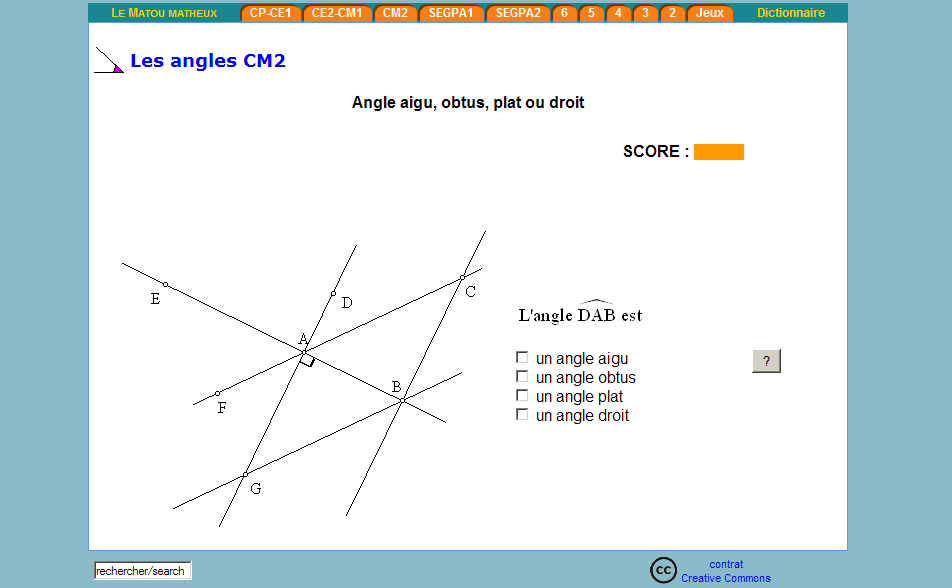 LE MATOU MATHEUX CP-CE1 CE2-CM1 CM2 SEGPA1 SEGPA2 6 5 4 3 2 Jeux Dictionnaire
Les angles CM2
Angle aigu, obtus, plat ou droit
SCORE :
E
D
C
A
B
F
G
L'angle DAB est
un angle aigu
un angle obtus
un angle plat
un angle droit
?
rechercher/search
cc contrat
Creative Commons